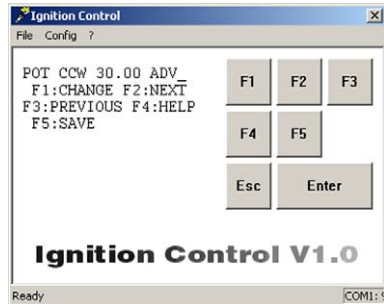 Ignition Control
File Config ?
POT CCW 30.00 ADV_
F1:CHANGE F2:NEXT
F3:PREVIOUS F4:HELP
F5:SAVE
F1 F2 F3
F4 F5
Esc Enter
Ignition Control V1.0
Ready COM1: